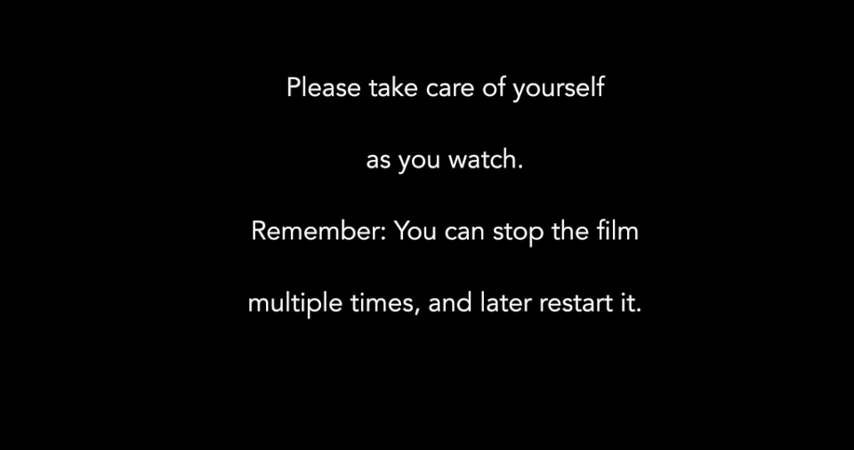 Please take care of yourself
as you watch.
Remember: You can stop the film
multiple times, and later restart it.